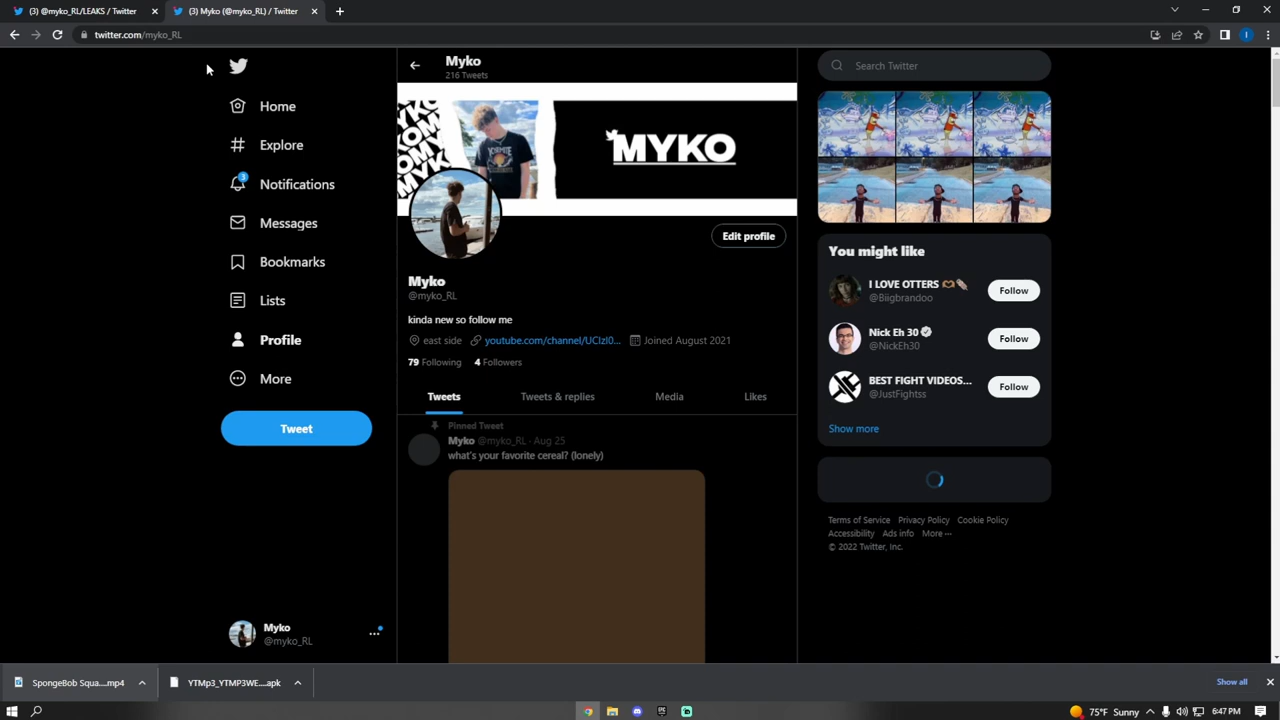 (3) @myko_RL/LEAKS / Twitter
(3) Myko (@myko_RL) / Twitter
twitter.com/myko_RL
Home
Explore
3
Notifications
Messages
Bookmarks
Lists
Profile
More
Tweet
Myko
@myko_RL
Myko
216 Tweets
MYKO
Edit profile
Myko
@myko_RL
kinda new so follow me
east side youtube.com/channel/UCIzl0... Joined August 2021
79 Following 4 Followers
Tweets Tweets & replies Media Likes
Pinned Tweet
Myko @myko_RL · Aug 25
what's your favorite cereal? (lonely)
Search Twitter
You might like
I LOVE OTTERS
@Biigbrandoo
Follow
Nick Eh 30
@NickEh30
Follow
BEST FIGHT VIDEOS...
@JustFightss
Follow
Show more
Terms of Service Privacy Policy Cookie Policy
Accessibility Ads info More ···
© 2022 Twitter, Inc.
SpongeBob Squa....mp4
YTMp3_YTMP3WE....apk
Show all
75°F Sunny
6:47 PM